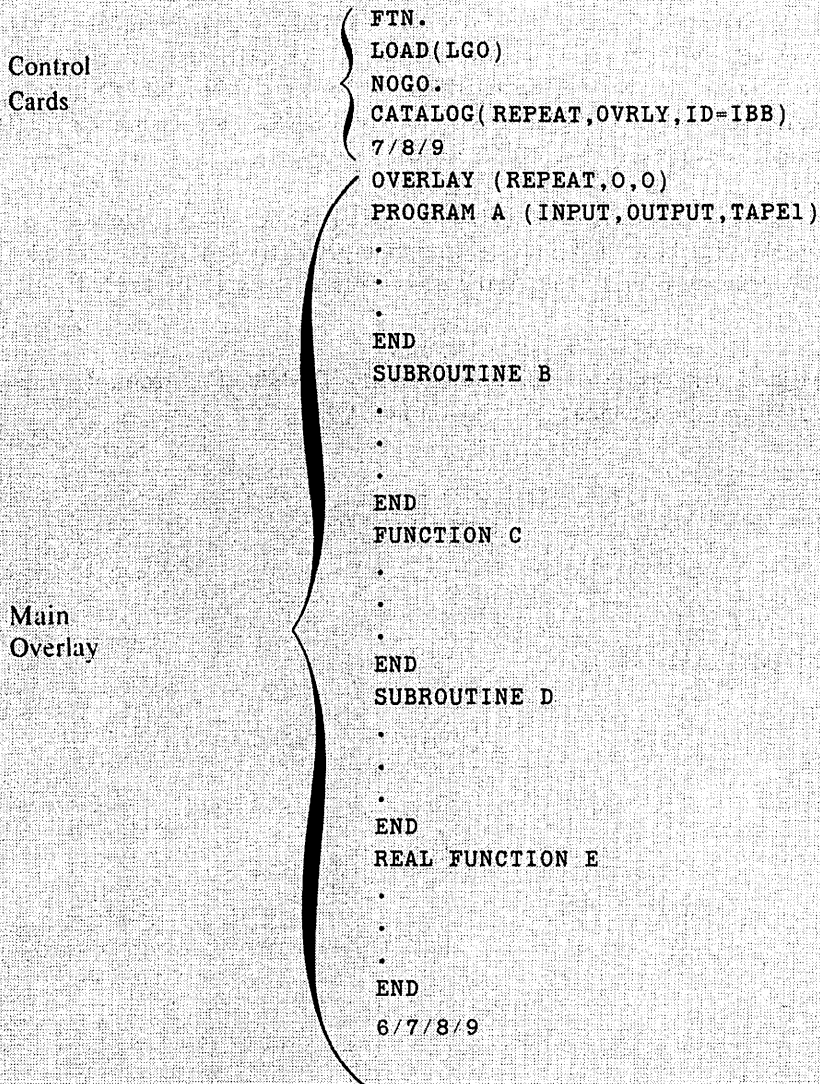 Control
Cards
FTN.
LOAD(LGO)
NOGO.
CATALOG(REPEAT,OVRLY,ID=IBB)
7/8/9
OVERLAY (REPEAT,0,0)
PROGRAM A (INPUT,OUTPUT,TAPE1)
.
.
.
END
SUBROUTINE B
.
.
.
END
FUNCTION C
.
.
.
Main
Overlay
END
SUBROUTINE D
.
.
.
END
REAL FUNCTION E
.
.
.
END
6/7/8/9